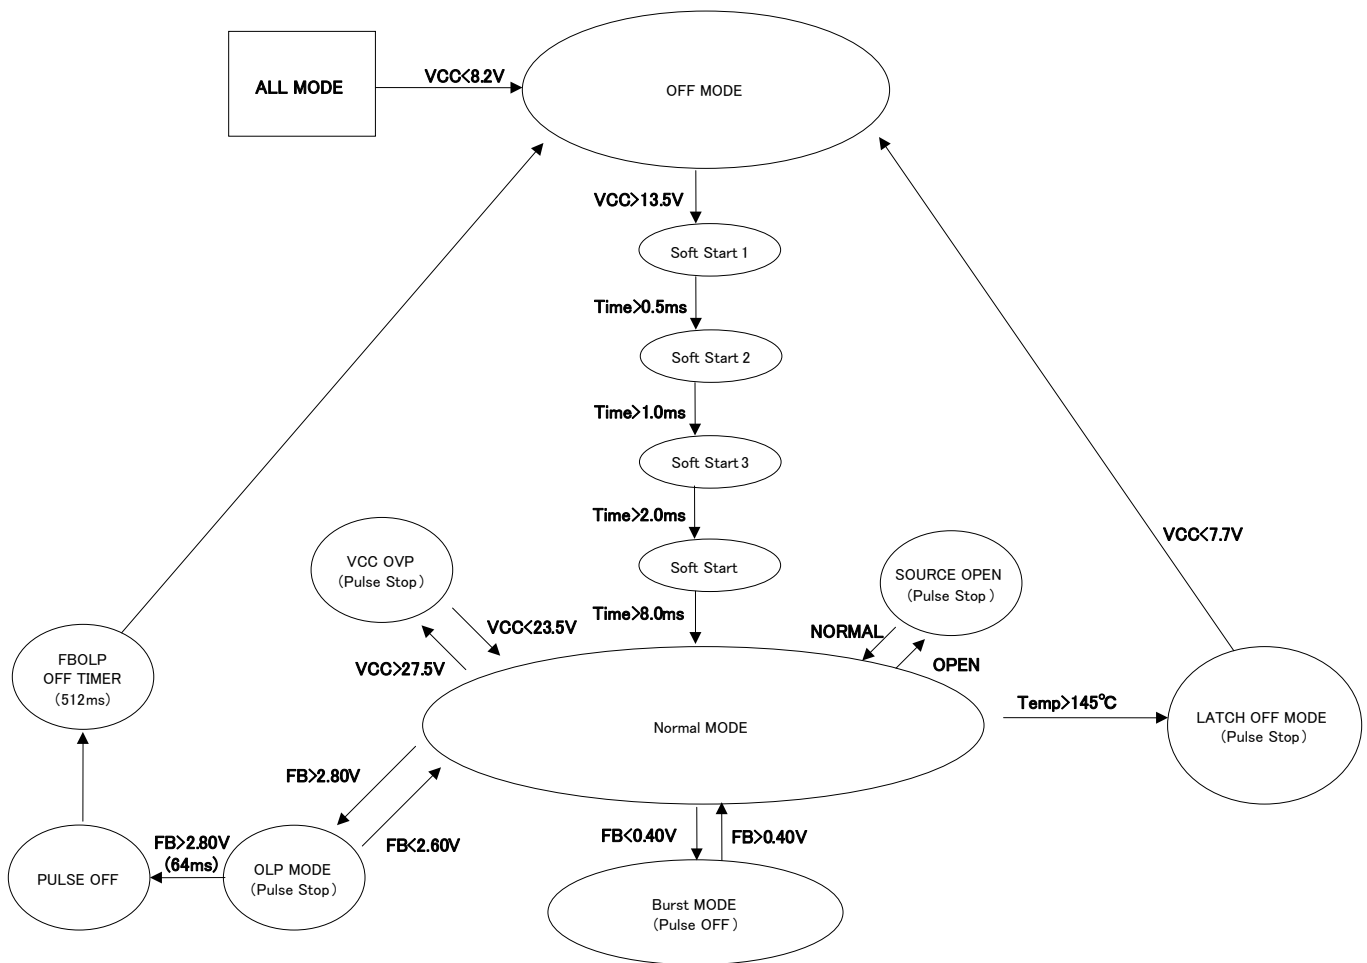 ALL MODE
VCC<8.2V
OFF MODE
VCC>13.5V
Soft Start 1
Time>0.5ms
Soft Start 2
Time>1.0ms
Soft Start 3
Time>2.0ms
Soft Start
Time>8.0ms
VCC OVP
(Pulse Stop)
VCC<23.5V
VCC>27.5V
SOURCE OPEN
(Pulse Stop)
NORMAL
OPEN
VCC<7.7V
FBOLP
OFF TIMER
(512ms)
Normal MODE
Temp>145℃
LATCH OFF MODE
(Pulse Stop)
FB>2.80V
FB<2.60V
FB>2.80V
(64ms)
PULSE OFF
OLP MODE
(Pulse Stop)
FB<0.40V
FB>0.40V
Burst MODE
(Pulse OFF)